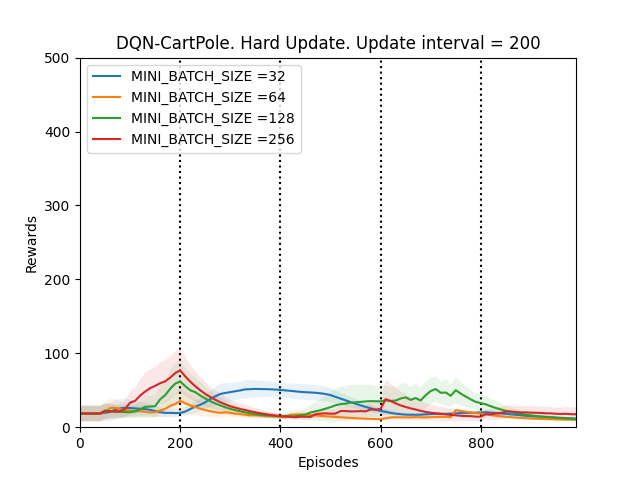 DQN-CartPole. Hard Update. Update interval = 200
MINI_BATCH_SIZE =32
MINI_BATCH_SIZE =64
MINI_BATCH_SIZE =128
MINI_BATCH_SIZE =256
500
400
300
200
100
0
Rewards
0 200 400 600 800
Episodes